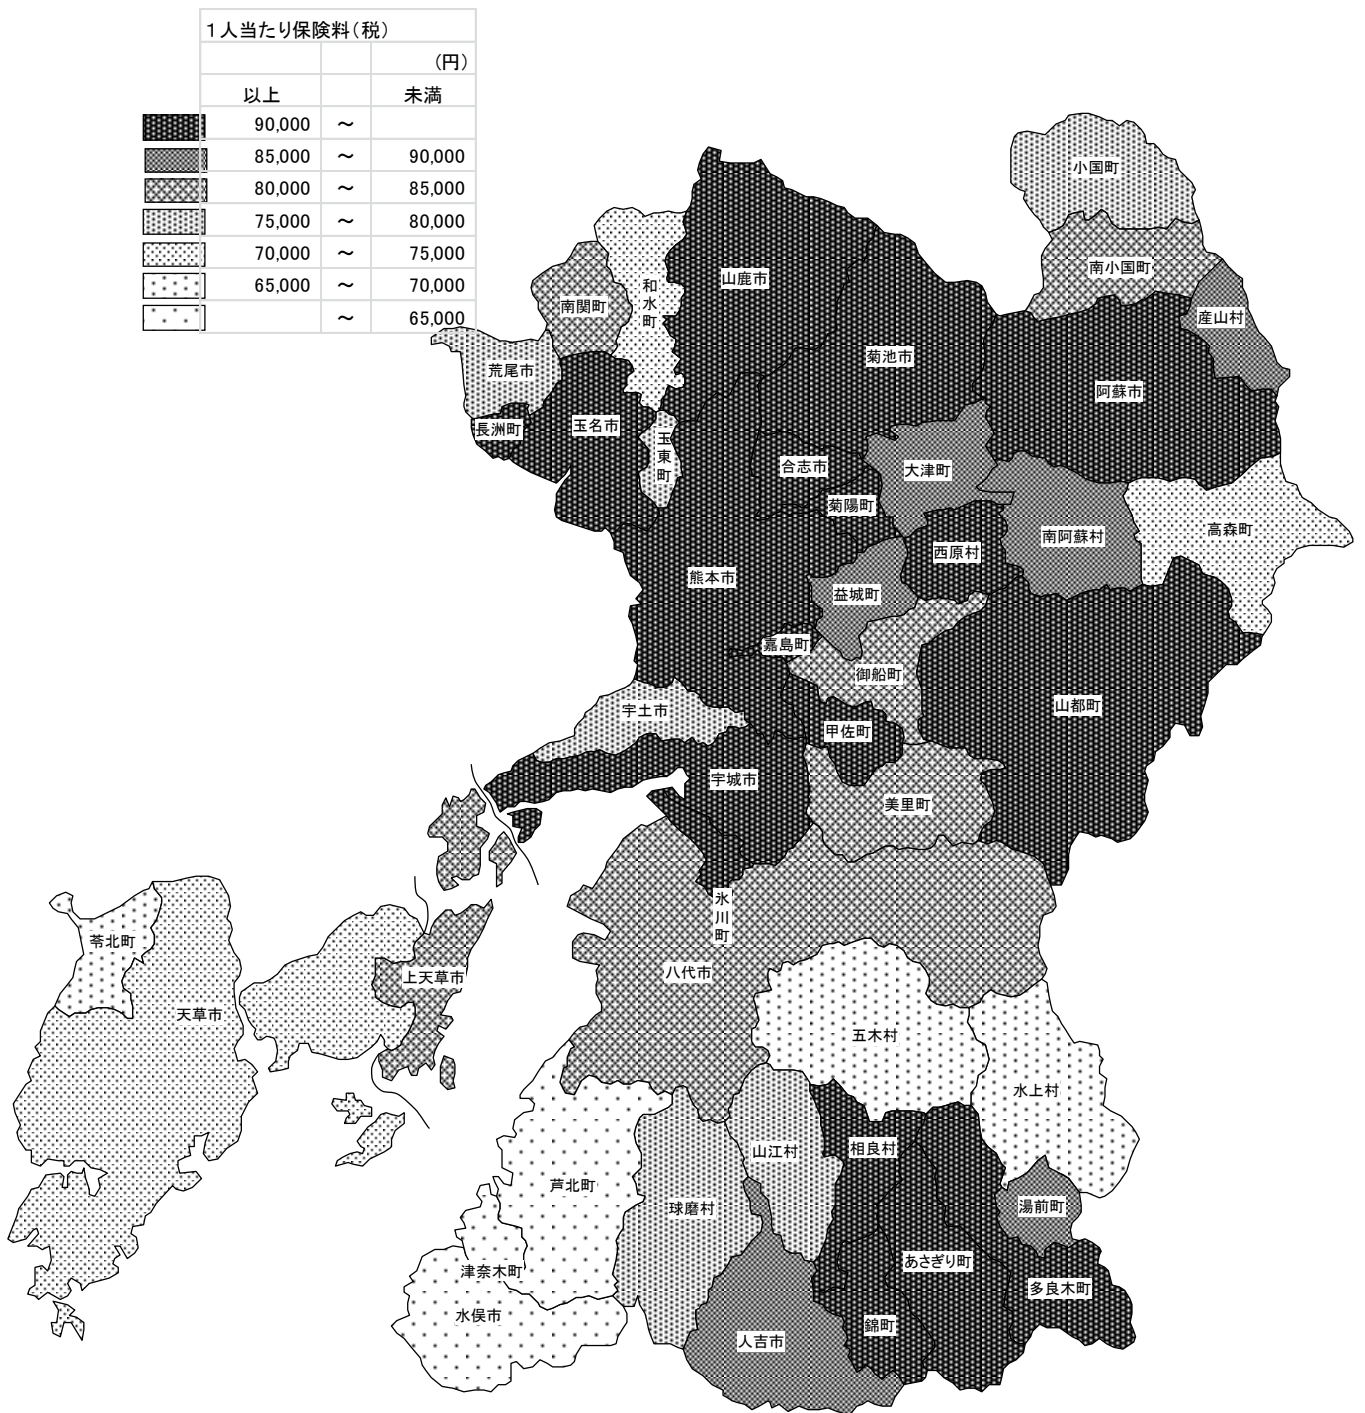 1人当たり保険料(税)
(円)
以上 未満
90,000 ～
85,000 ～ 90,000
80,000 ～ 85,000
75,000 ～ 80,000
70,000 ～ 75,000
65,000 ～ 70,000
～ 65,000
小国町
南小国町
産山村
山鹿市
和水町
南関町
菊池市
荒尾市
阿蘇市
長洲町
玉名市
玉東町
合志市
大津町
菊陽町
高森町
南阿蘇村
西原村
熊本市
益城町
嘉島町
御船町
山都町
宇土市
甲佐町
宇城市
美里町
氷川町
苓北町
八代市
上天草市
天草市
五木村
水上村
相良村
山江村
芦北町
湯前町
球磨村
あさぎり町
津奈木町
多良木町
水俣市
錦町
人吉市